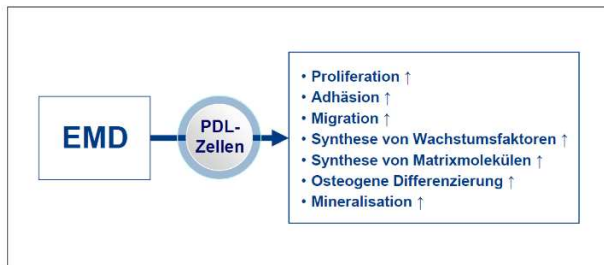 EMD
PDL-
Zellen
• Proliferation ↑
• Adhäsion ↑
• Migration ↑
• Synthese von Wachstumsfaktoren ↑
• Synthese von Matrixmolekülen ↑
• Osteogene Differenzierung ↑
• Mineralisation ↑